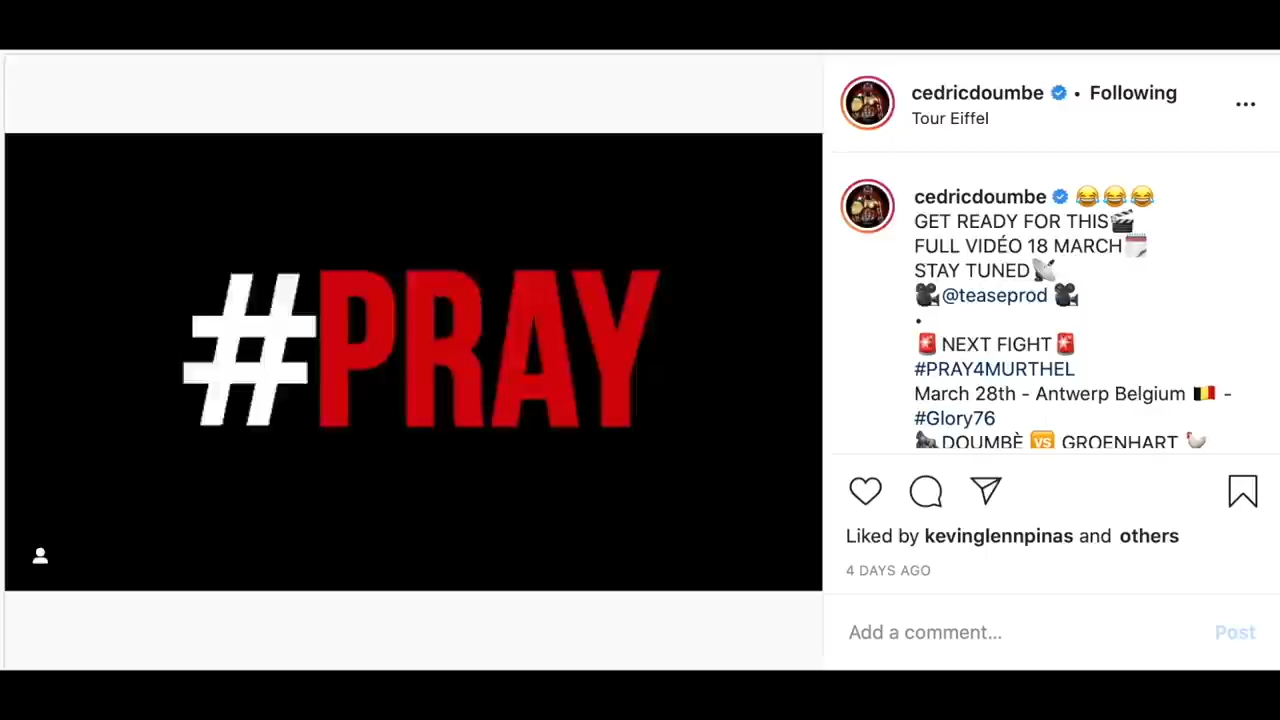 #PRAY
cedricdoumbe • Following
Tour Eiffel
cedricdoumbe 😂😂😂
GET READY FOR THIS🎬
FULL VIDÉO 18 MARCH🗓
STAY TUNED📡
🎥@teaseprod 🎥
•
🚨NEXT FIGHT🚨
#PRAY4MURTHEL
March 28th - Antwerp Belgium 🇧🇪 -
#Glory76
🦍DOUMBÈ 🆚 GROENHART 🐔
Liked by kevinglennpinas and others
4 DAYS AGO
Add a comment...
Post